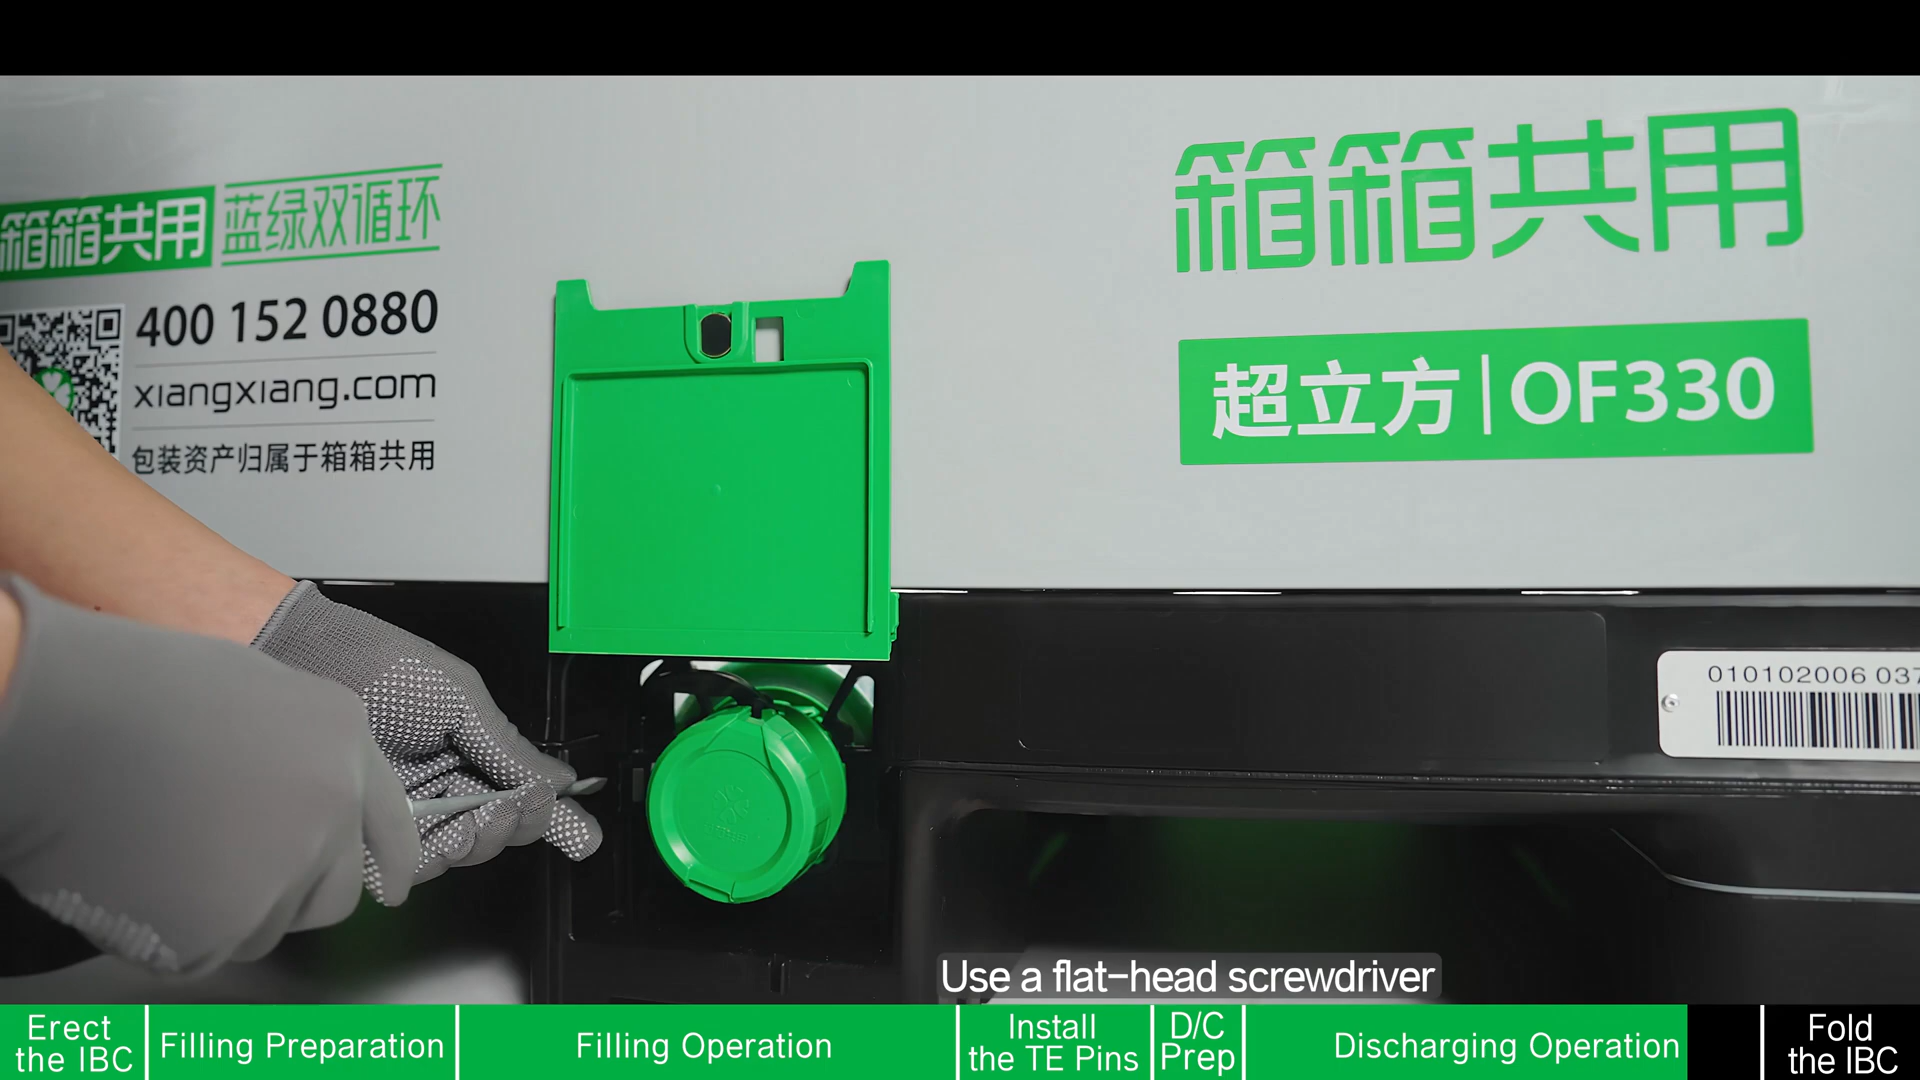 箱箱共用 蓝绿双循环
400 152 0880
xiangxiang.com
包装资产归属于箱箱共用
箱箱共用
超立方|OF330
010102006 037
Use a flat-head screwdriver
Erect the IBC
Filling Preparation
Filling Operation
Install the TE Pins
D/C Prep
Discharging Operation
Fold the IBC